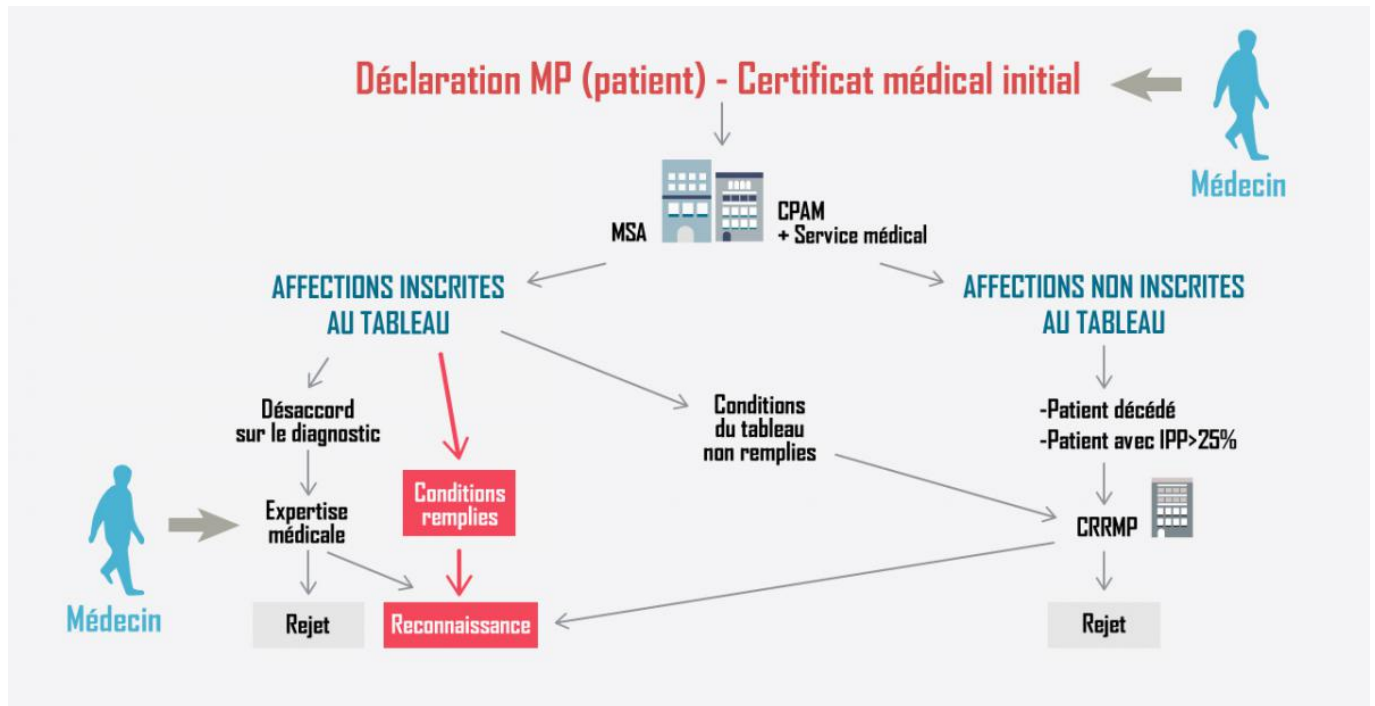 Déclaration MP (patient) - Certificat médical initial
Médecin
MSA
CPAM
+ Service médical
AFFECTIONS INSCRITES
AU TABLEAU
AFFECTIONS NON INSCRITES
AU TABLEAU
Désaccord
sur le diagnostic
Conditions
du tableau
non remplies
-Patient décédé
-Patient avec IPP>25%
Conditions
remplies
Expertise
médicale
CRRMP
Médecin
Rejet
Reconnaissance
Rejet